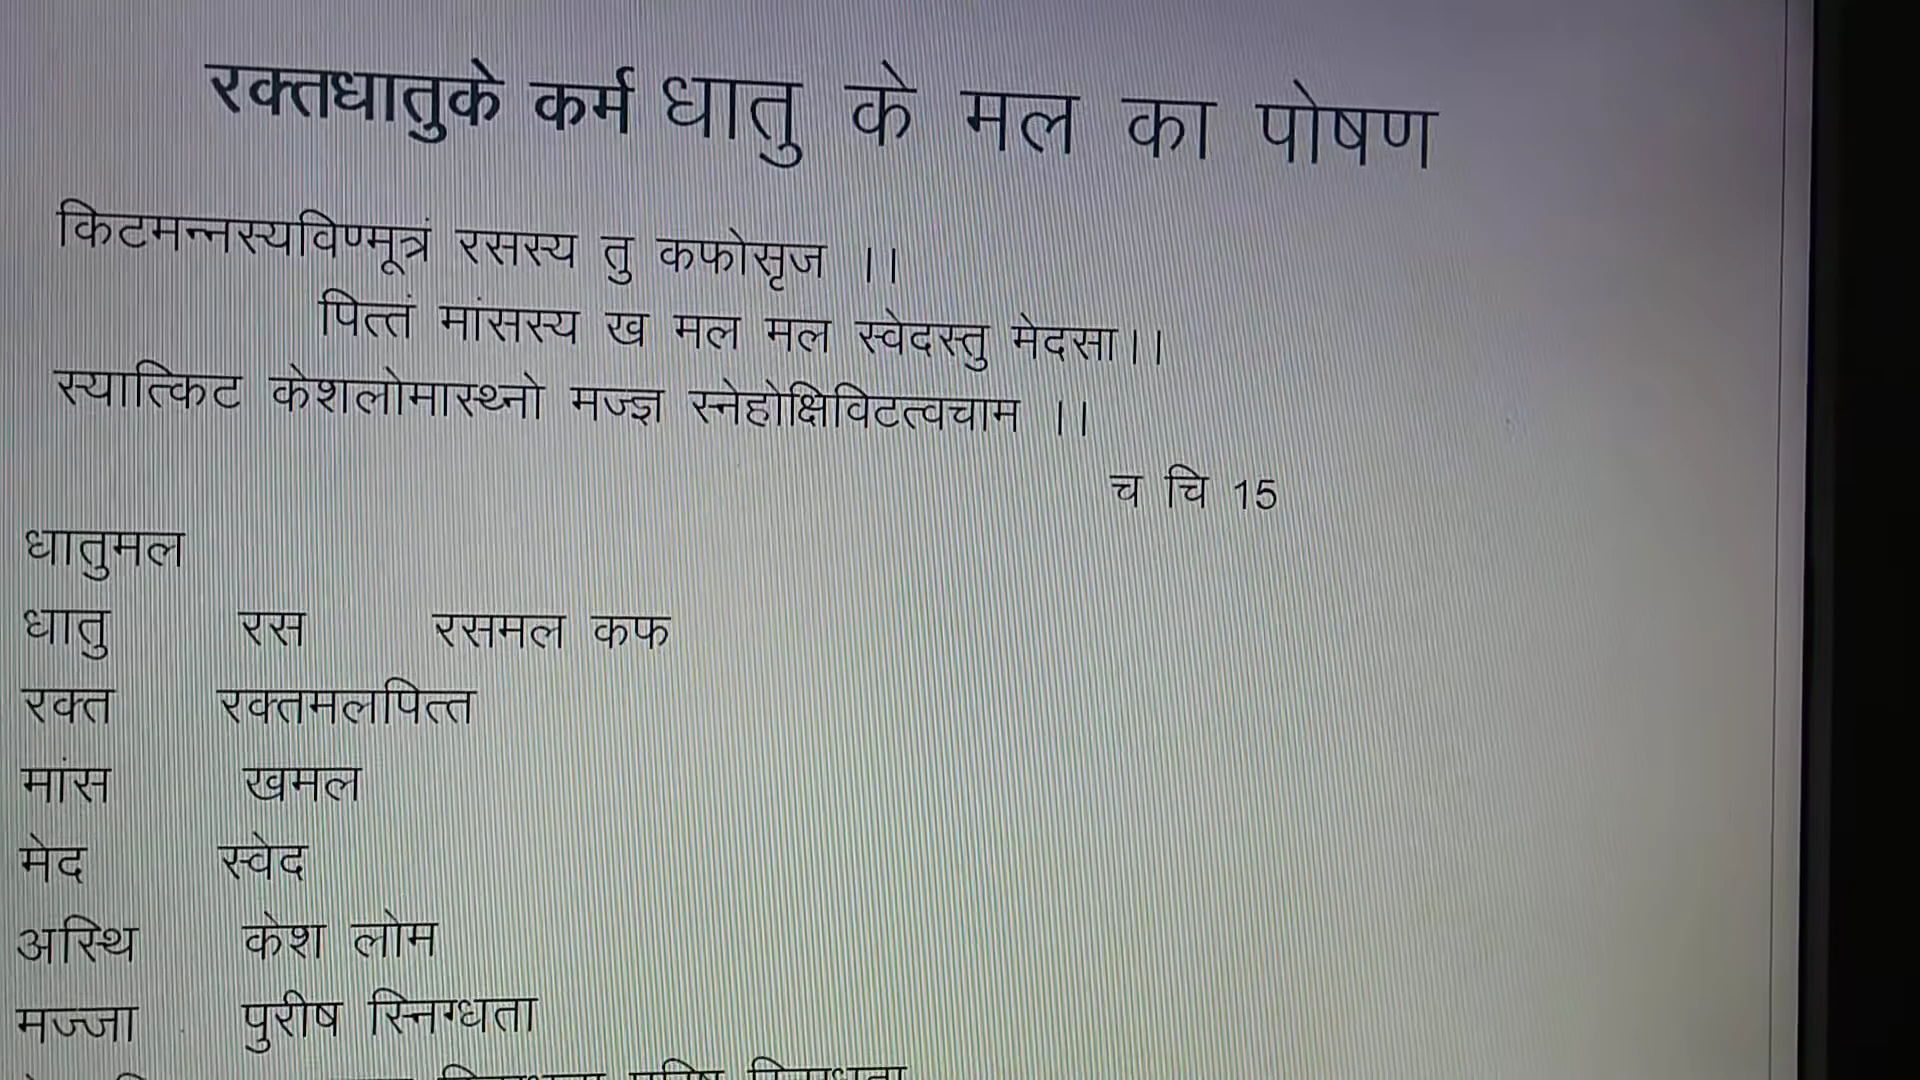 रक्तधातुके कर्म धातु के मल का पोषण
किटमन्नस्यविण्मूत्रं रसस्य तु कफोसृज ।।
पित्तं मांसस्य ख मल मल स्वेदस्तु मेदसा।।
स्यात्किट केशलोमास्थ्नो मज्ज्ञ स्नेहोक्षिविटत्वचाम ।।
च चि 15
धातुमल
धातु रस रसमल कफ
रक्त रक्तमलपित्त
मांस खमल
मेद स्वेद
अस्थि केश लोम
मज्जा पुरीष स्निग्धता